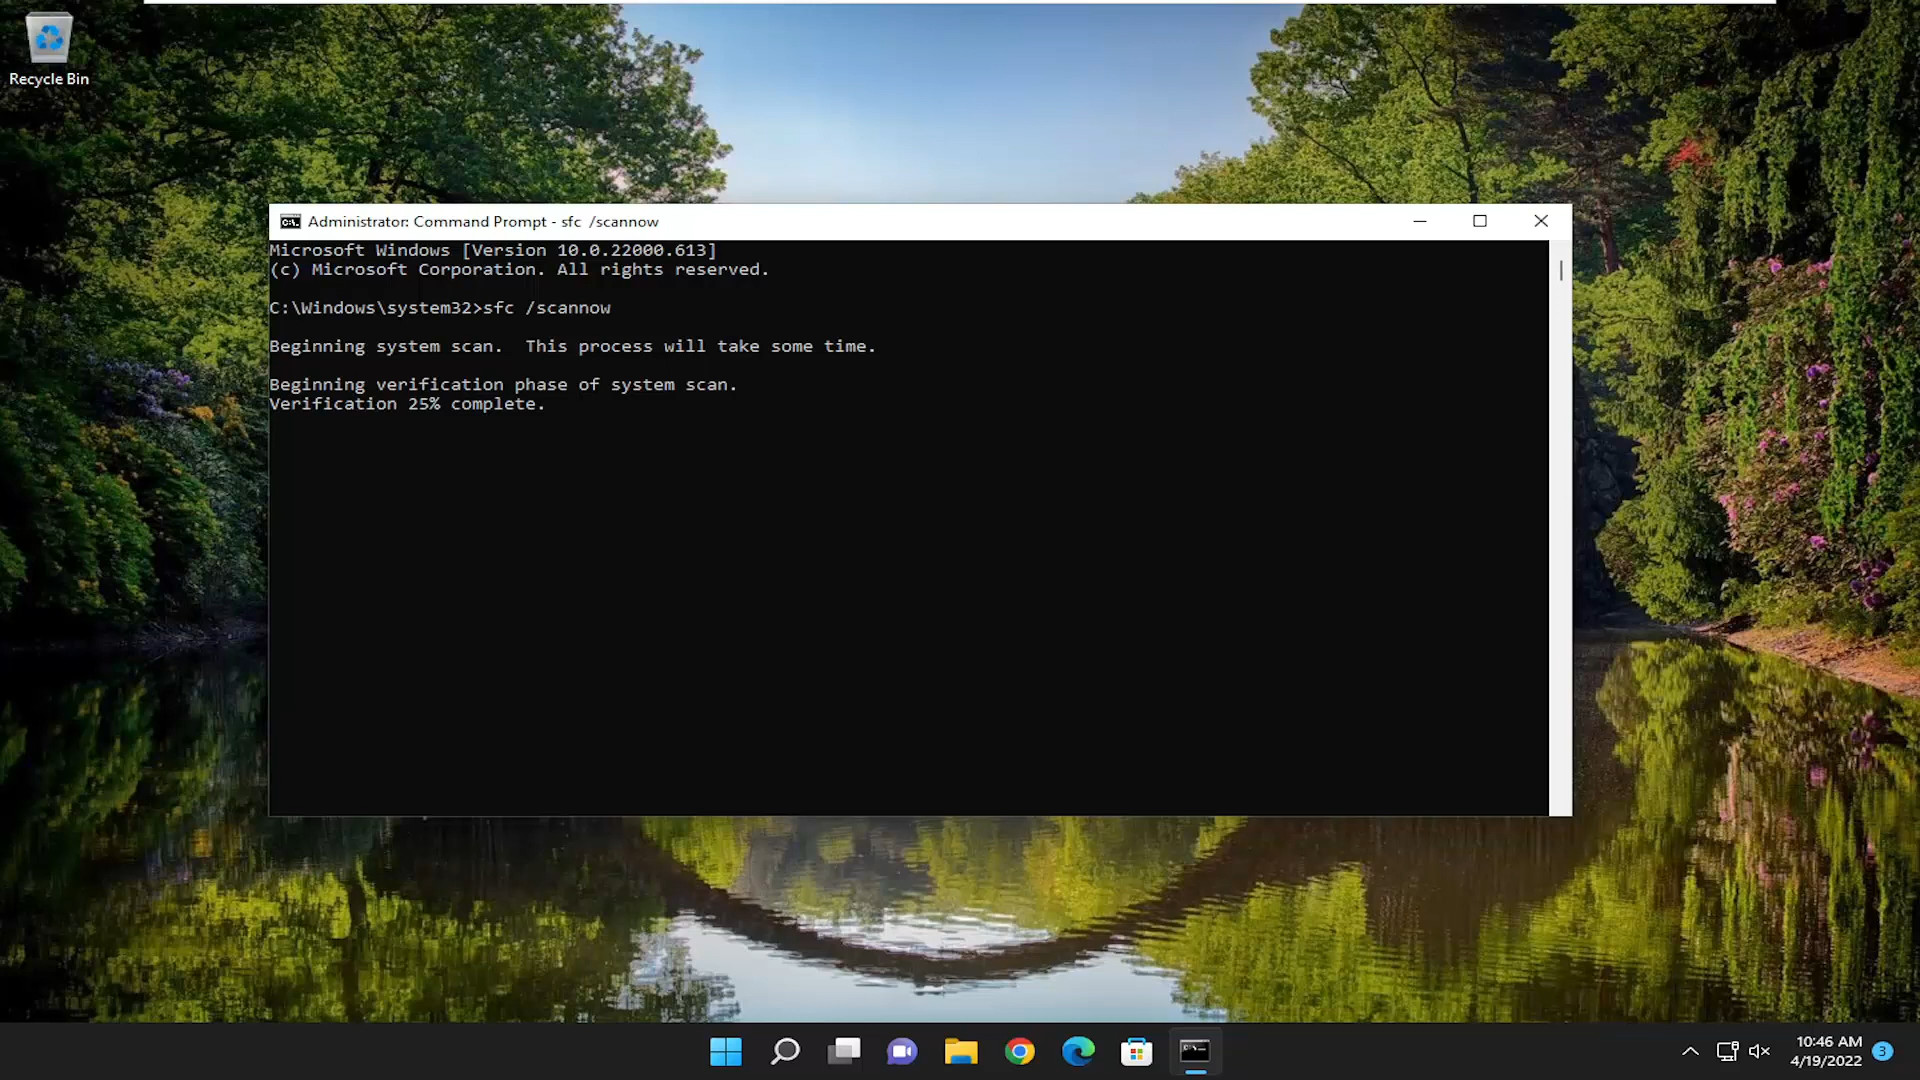 Recycle Bin
Administrator: Command Prompt - sfc  /scannow
Microsoft Windows [Version 10.0.22000.613]
(c) Microsoft Corporation. All rights reserved.
C:\Windows\system32>sfc /scannow
Beginning system scan.  This process will take some time.
Beginning verification phase of system scan.
Verification 25% complete.
10:46 AM
4/19/2022
3